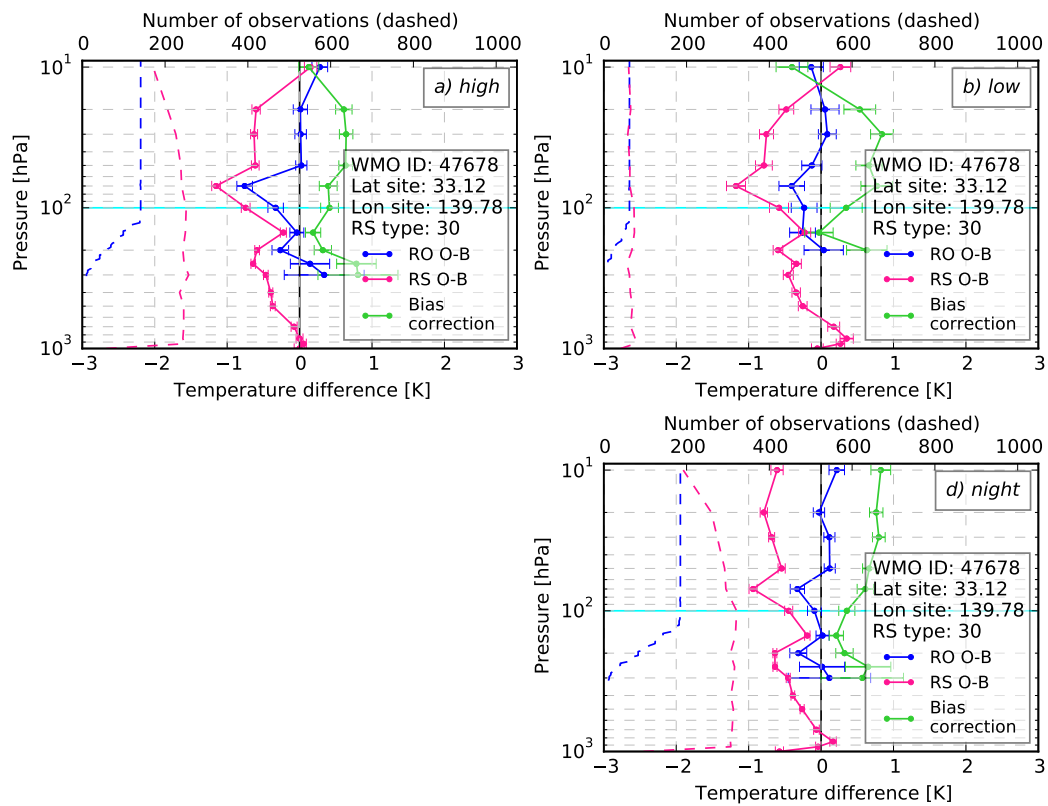 Number of observations (dashed)
0 200 400 600 800 1000
Pressure [hPa]
10¹
10²
10³
a) high
WMO ID: 47678
Lat site: 33.12
Lon site: 139.78
RS type: 30
RO O-B
RS O-B
Bias
correction
−3 −2 −1 0 1 2 3
Temperature difference [K]
Number of observations (dashed)
0 200 400 600 800 1000
Pressure [hPa]
10¹
10²
10³
b) low
WMO ID: 47678
Lat site: 33.12
Lon site: 139.78
RS type: 30
RO O-B
RS O-B
Bias
correction
−3 −2 −1 0 1 2 3
Temperature difference [K]
Number of observations (dashed)
0 200 400 600 800 1000
Pressure [hPa]
10¹
10²
10³
d) night
WMO ID: 47678
Lat site: 33.12
Lon site: 139.78
RS type: 30
RO O-B
RS O-B
Bias
correction
−3 −2 −1 0 1 2 3
Temperature difference [K]